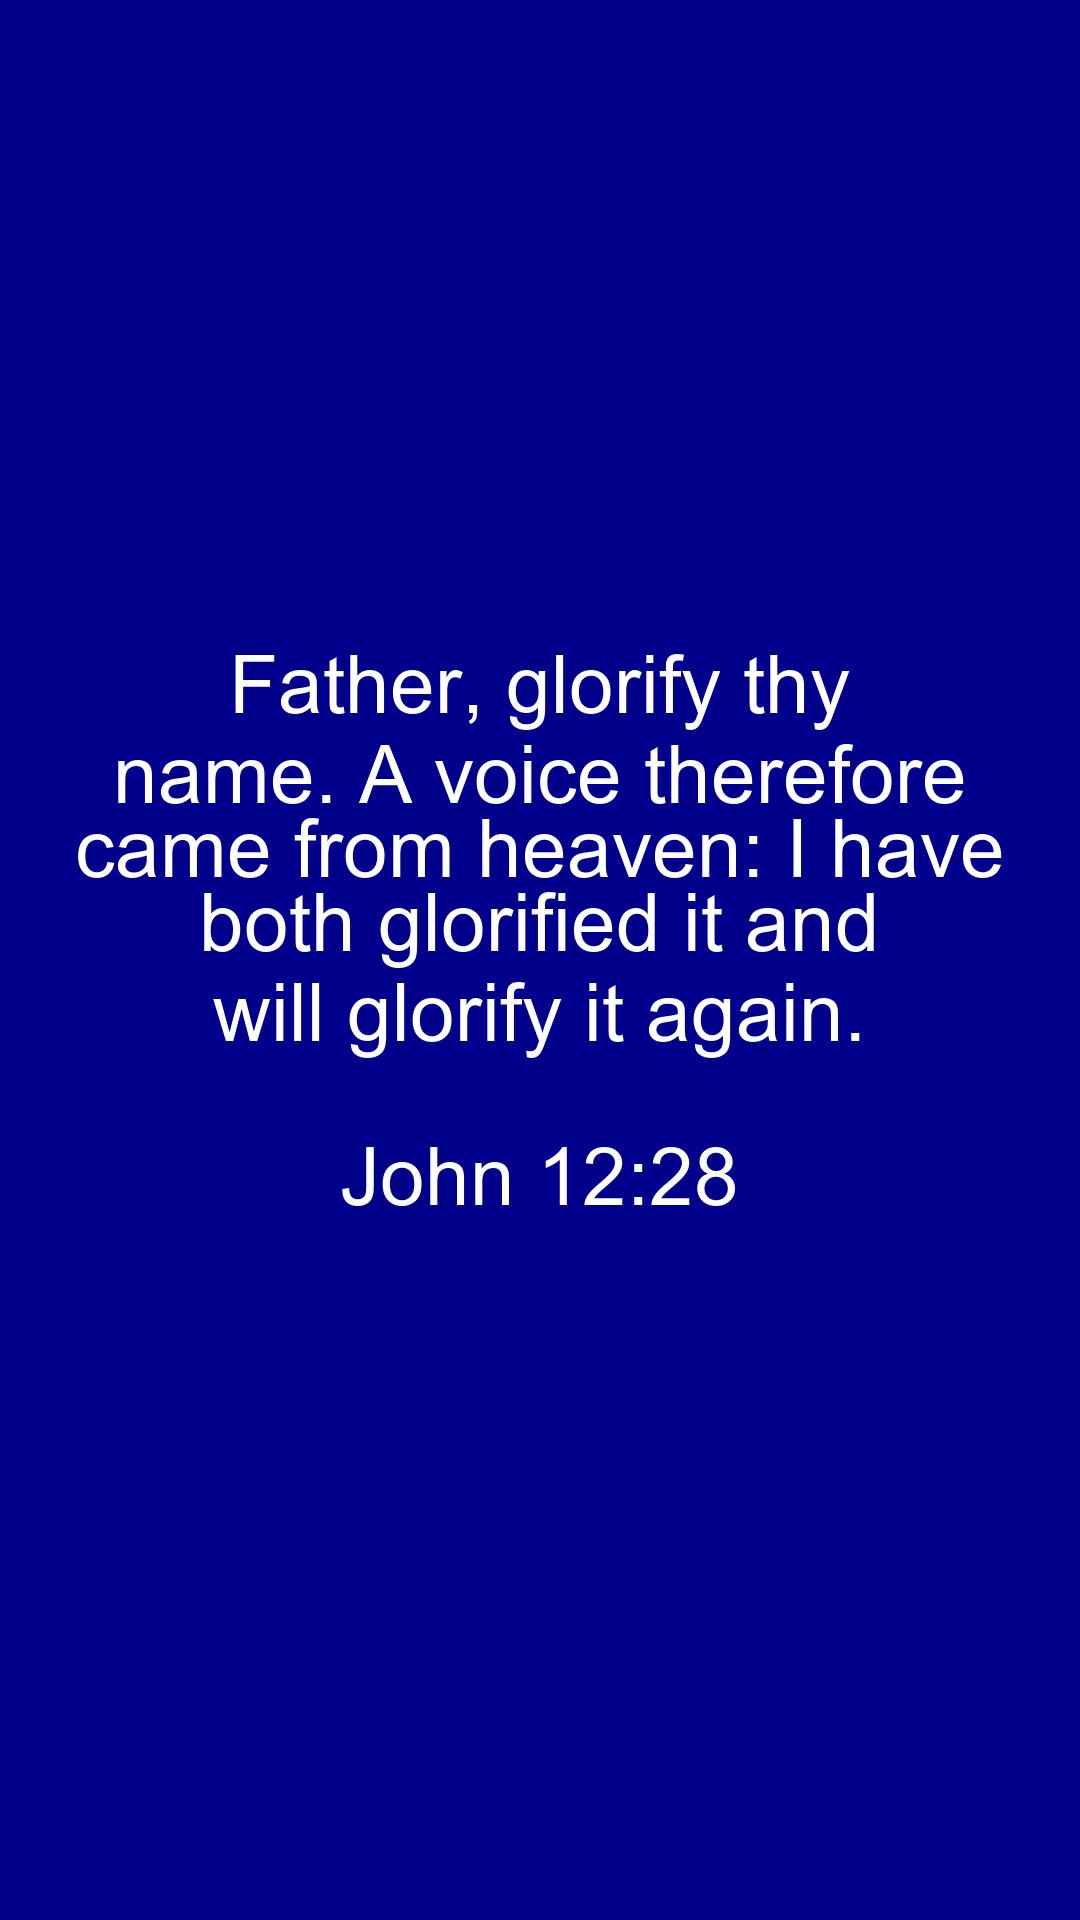 Father, glorify thy
name. A voice therefore
came from heaven: I have
both glorified it and
will glorify it again.
John 12:28